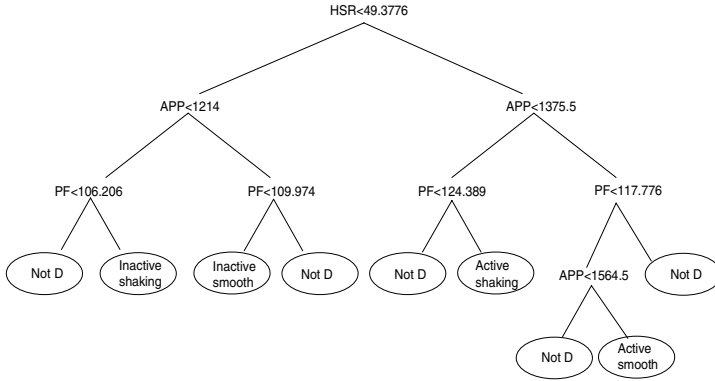 HSR<49.3776
APP<1214
APP<1375.5
PF<106.206
PF<109.974
PF<124.389
PF<117.776
Not D
Inactive
shaking
Inactive
smooth
Not D
Not D
Active
shaking
APP<1564.5
Not D
Not D
Active
smooth